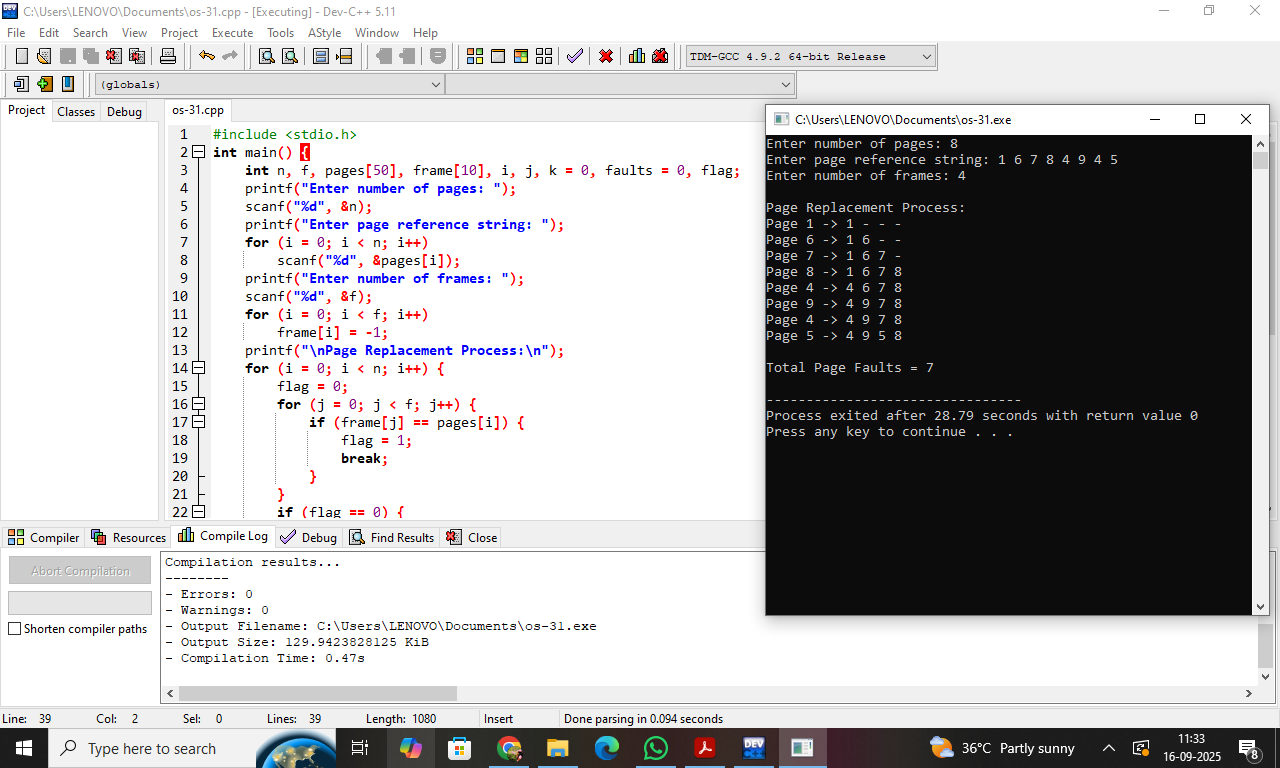 C:\Users\LENOVO\Documents\os-31.cpp - [Executing] - Dev-C++ 5.11
File Edit Search View Project Execute Tools AStyle Window Help
TDM-GCC 4.9.2 64-bit Release
(globals)
Project Classes Debug
os-31.cpp
1 #include <stdio.h>
2 int main() {
3 int n, f, pages[50], frame[10], i, j, k = 0, faults = 0, flag;
4 printf("Enter number of pages: ");
5 scanf("%d", &n);
6 printf("Enter page reference string: ");
7 for (i = 0; i < n; i++)
8 scanf("%d", &pages[i]);
9 printf("Enter number of frames: ");
10 scanf("%d", &f);
11 for (i = 0; i < f; i++)
12 frame[i] = -1;
13 printf("\nPage Replacement Process:\n");
14 for (i = 0; i < n; i++) {
15 flag = 0;
16 for (j = 0; j < f; j++) {
17 if (frame[j] == pages[i]) {
18 flag = 1;
19 break;
20 }
21 }
22 if (flag == 0) {
C:\Users\LENOVO\Documents\os-31.exe
Enter number of pages: 8
Enter page reference string: 1 6 7 8 4 9 4 5
Enter number of frames: 4
Page Replacement Process:
Page 1 -> 1 - - -
Page 6 -> 1 6 - -
Page 7 -> 1 6 7 -
Page 8 -> 1 6 7 8
Page 4 -> 4 6 7 8
Page 9 -> 4 9 7 8
Page 4 -> 4 9 7 8
Page 5 -> 4 9 5 8
Total Page Faults = 7
--------------------------------
Process exited after 28.79 seconds with return value 0
Press any key to continue . . .
Compiler Resources Compile Log Debug Find Results Close
Abort Compilation
Shorten compiler paths
Compilation results...
--------
- Errors: 0
- Warnings: 0
- Output Filename: C:\Users\LENOVO\Documents\os-31.exe
- Output Size: 129.9423828125 KiB
- Compilation Time: 0.47s
Line: 39 Col: 2 Sel: 0 Lines: 39 Length: 1080 Insert Done parsing in 0.094 seconds
Type here to search
DEV
36°C Partly sunny
11:33
16-09-2025
8